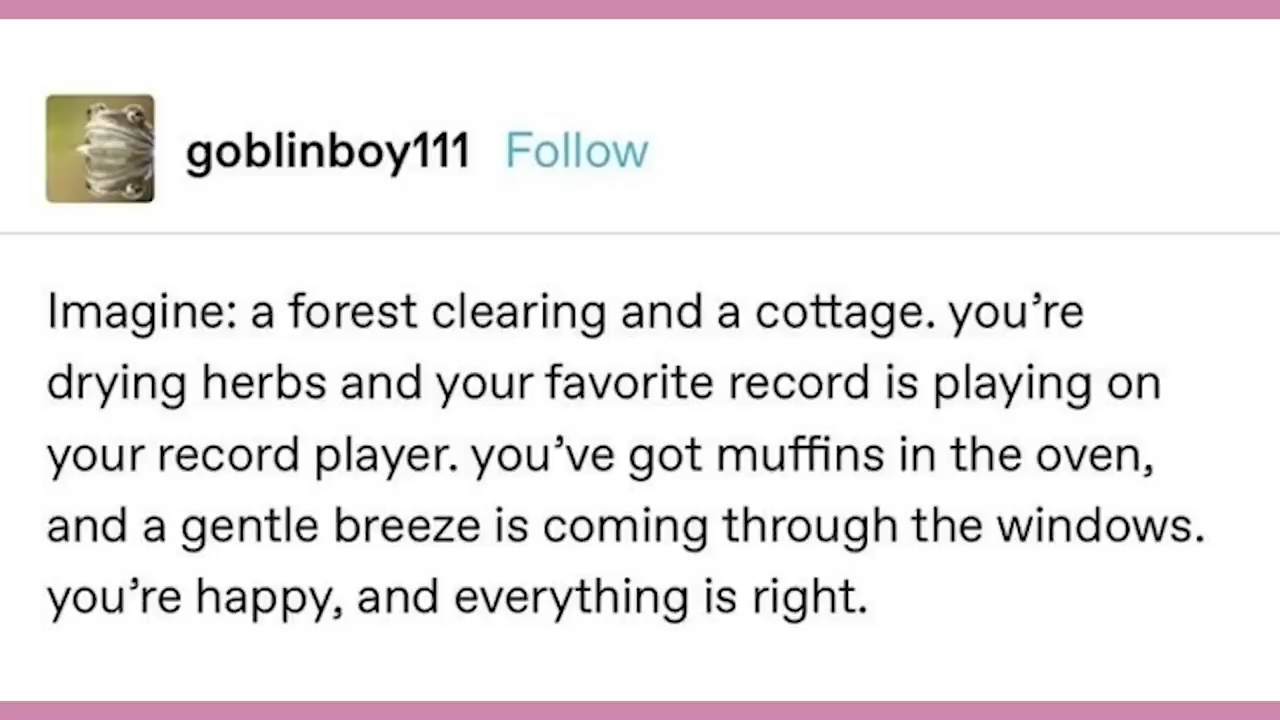 goblinboy111 Follow
Imagine: a forest clearing and a cottage. you’re
drying herbs and your favorite record is playing on
your record player. you’ve got muffins in the oven,
and a gentle breeze is coming through the windows.
you’re happy, and everything is right.